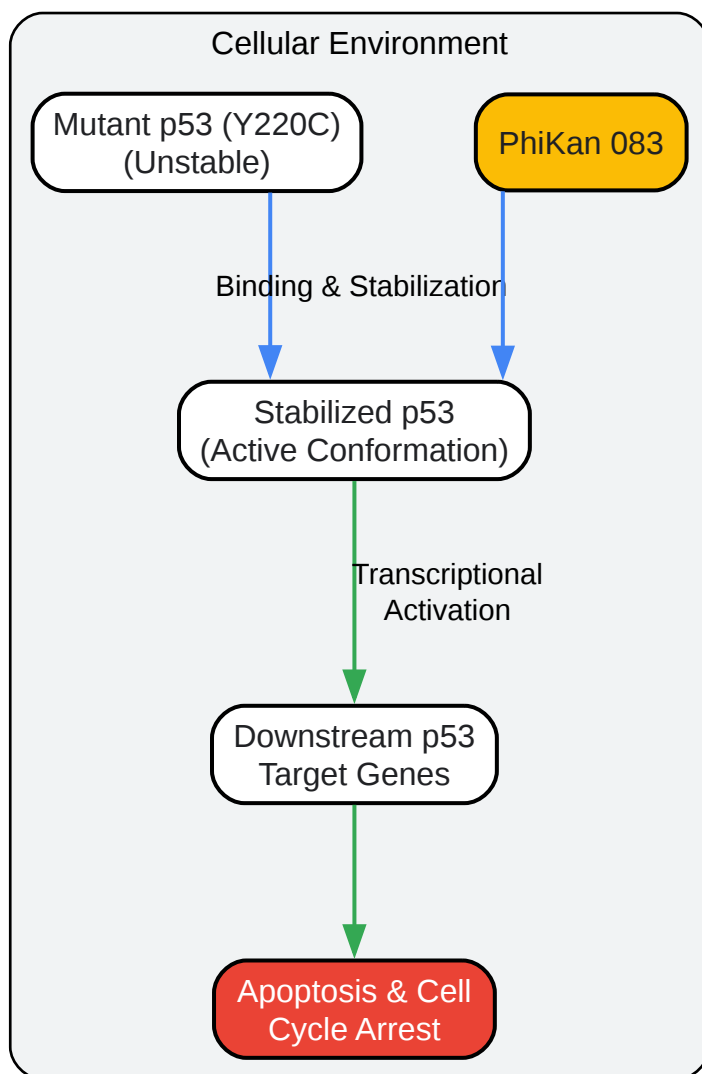 Cellular Environment
Mutant p53 (Y220C)
(Unstable)
PhiKan 083
Binding & Stabilization
Stabilized p53
(Active Conformation)
Transcriptional
Activation
Downstream p53
Target Genes
Apoptosis & Cell
Cycle Arrest